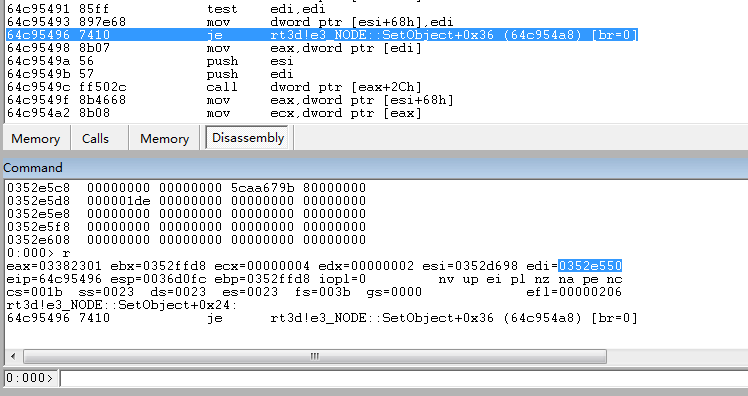 64c95491 85ff test edi,edi
64c95493 897e68 mov dword ptr [esi+68h],edi
64c95496 7410 je rt3d!e3_NODE::SetObject+0x36 (64c954a8) [br=0]
64c95498 8b07 mov eax,dword ptr [edi]
64c9549a 56 push esi
64c9549b 57 push edi
64c9549c ff502c call dword ptr [eax+2Ch]
64c9549f 8b4668 mov eax,dword ptr [esi+68h]
64c954a2 8b08 mov ecx,dword ptr [eax]
Memory Calls Memory Disassembly
Command
0352e5c8 00000000 00000000 5caa679b 80000000
0352e5d8 000001de 00000000 00000000 00000000
0352e5e8 00000000 00000000 00000000 00000000
0352e5f8 00000000 00000000 00000000 00000000
0352e608 00000000 00000000 00000000 00000000
0:000> r
eax=03382301 ebx=0352ffd8 ecx=00000004 edx=00000002 esi=0352d698 edi=0352e550
eip=64c95496 esp=0036d0fc ebp=0352ffd8 iopl=0 nv up ei pl nz na pe nc
cs=001b ss=0023 ds=0023 es=0023 fs=003b gs=0000 efl=00000206
rt3d!e3_NODE::SetObject+0x24:
64c95496 7410 je rt3d!e3_NODE::SetObject+0x36 (64c954a8) [br=0]
0:000>